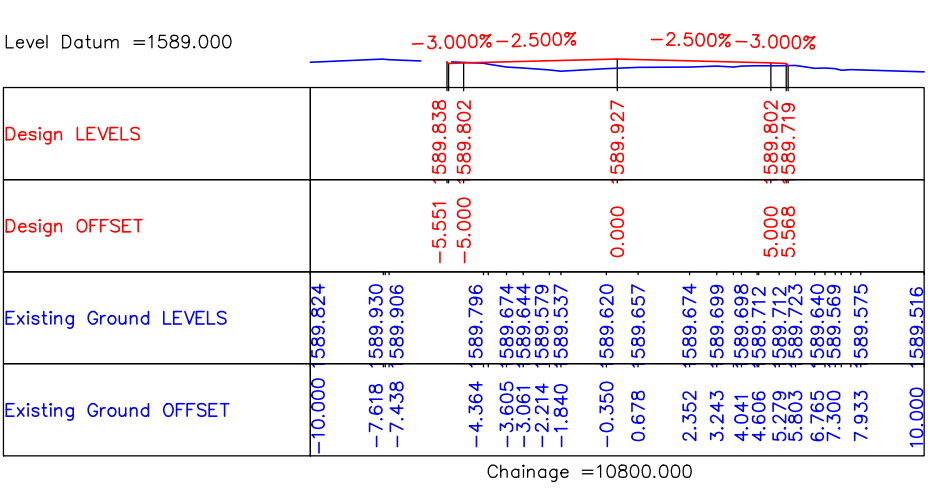 Level Datum =1589.000
-3.000% -2.500% -2.500% -3.000%
Design LEVELS 1589.838 1589.802 1589.927 1589.802 1589.719
Design OFFSET -5.551 -5.000 0.000 5.000 5.568
Existing Ground LEVELS 1589.824 1589.930 1589.906 1589.796 1589.674 1589.644 1589.579 1589.537 1589.620 1589.657 1589.674 1589.699 1589.698 1589.712 1589.712 1589.723 1589.640 1589.569 1589.575 1589.516
Existing Ground OFFSET -10.000 -7.618 -7.438 -4.364 -3.605 -3.061 -2.214 -1.840 -0.350 0.678 2.352 3.243 4.041 4.606 5.279 5.803 6.765 7.300 7.933 10.000
Chainage =10800.000